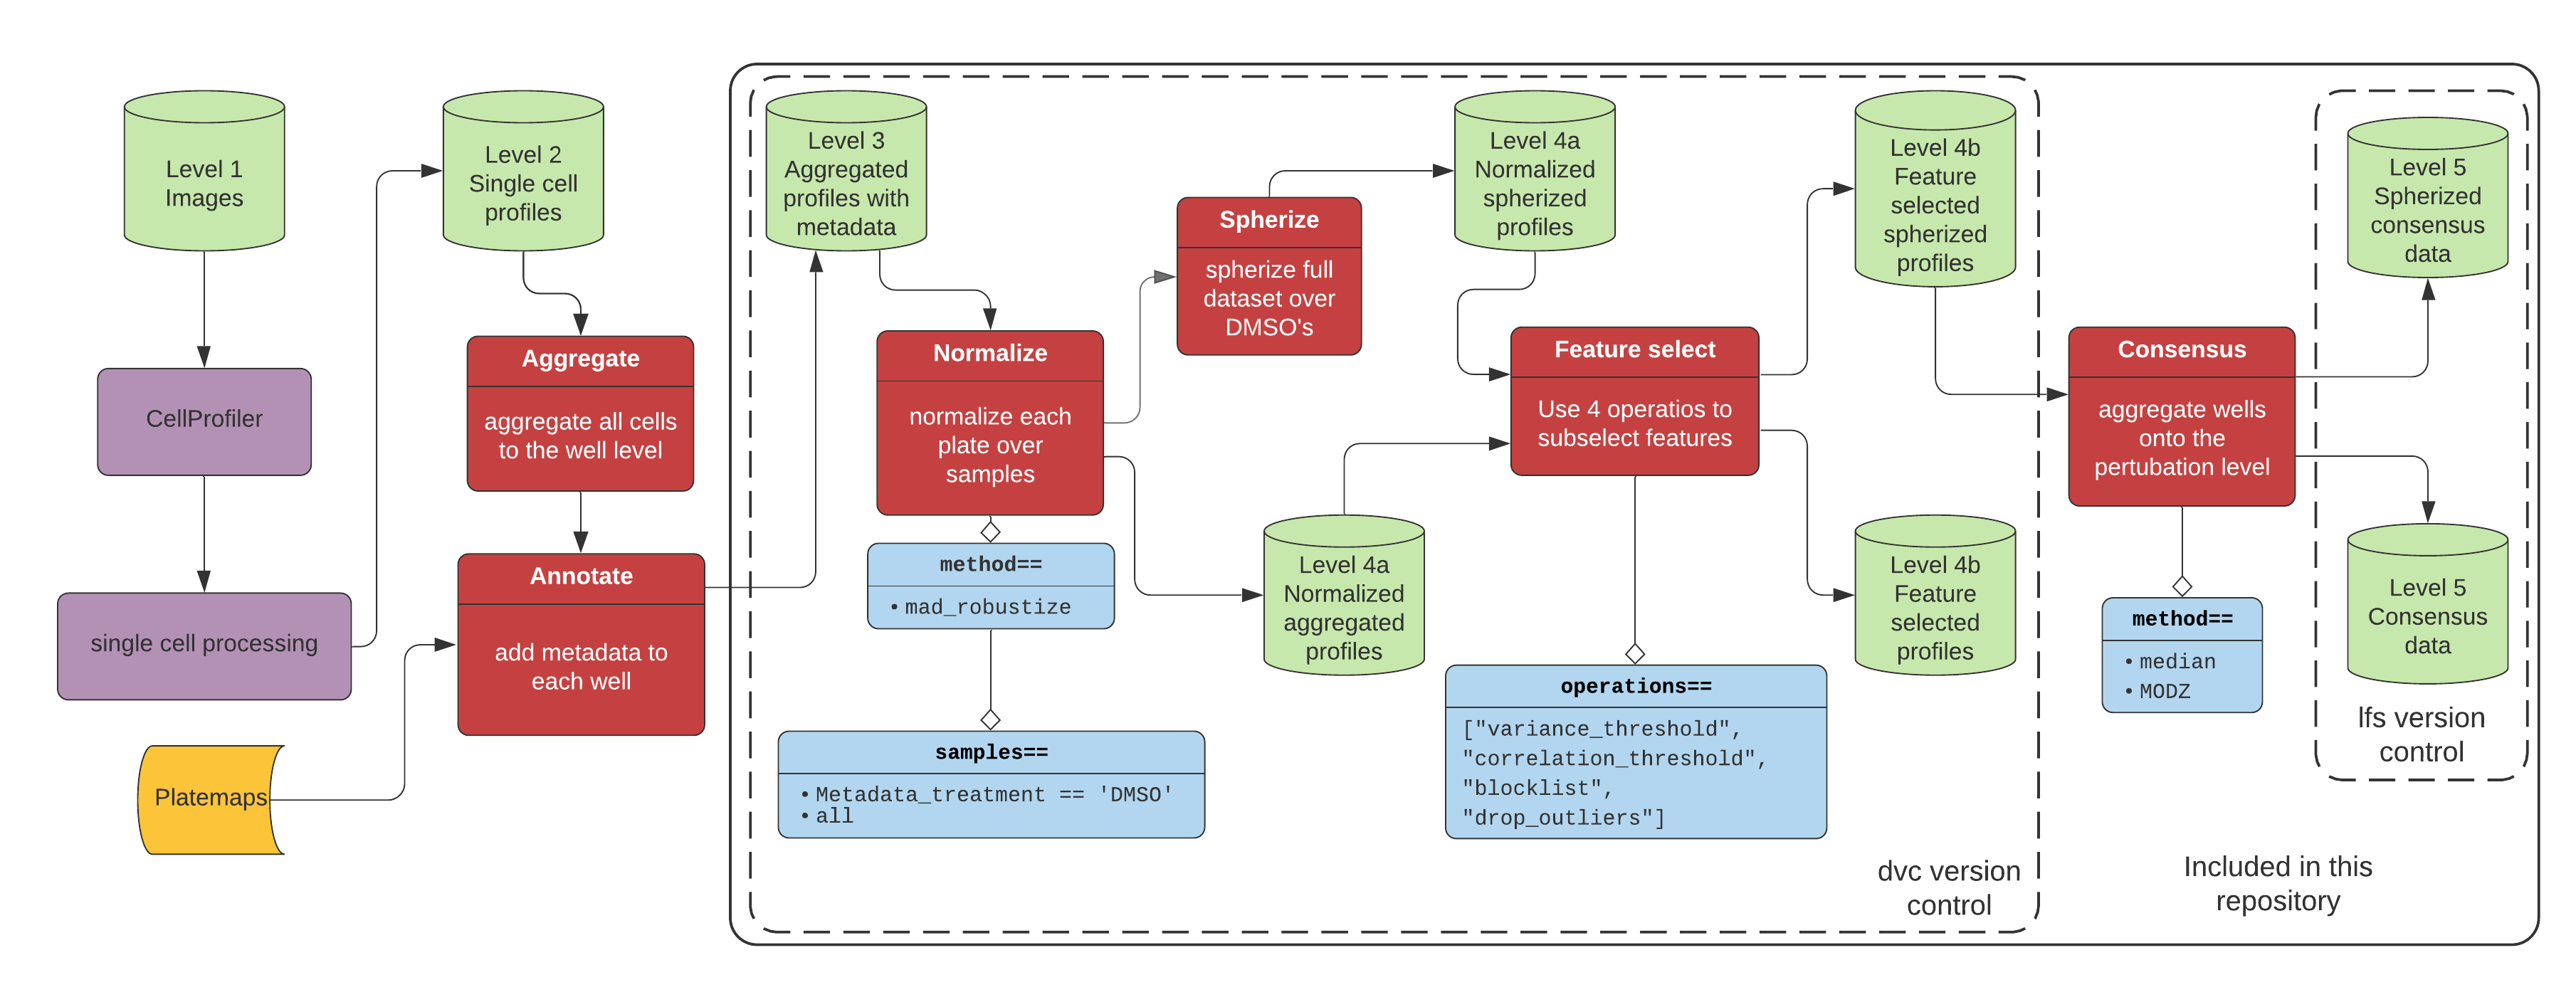 Level 1
Images
CellProfiler
single cell processing
Platemaps
Level 2
Single cell
profiles
Aggregate
aggregate all cells
to the well level
Annotate
add metadata to
each well
Level 3
Aggregated
profiles with
metadata
Normalize
normalize each
plate over
samples
method==
• mad_robustize
samples==
• Metadata_treatment == 'DMSO'
• all
Spherize
spherize full
dataset over
DMSO's
Level 4a
Normalized
aggregated
profiles
Level 4a
Normalized
spherized
profiles
Feature select
Use 4 operatios to
subselect features
operations==
["variance_threshold",
"correlation_threshold",
"blocklist",
"drop_outliers"]
Level 4b
Feature
selected
spherized
profiles
Level 4b
Feature
selected
profiles
dvc version
control
Consensus
aggregate wells
onto the
pertubation level
method==
• median
• MODZ
Level 5
Spherized
consensus
data
Level 5
Consensus
data
lfs version
control
Included in this
repository